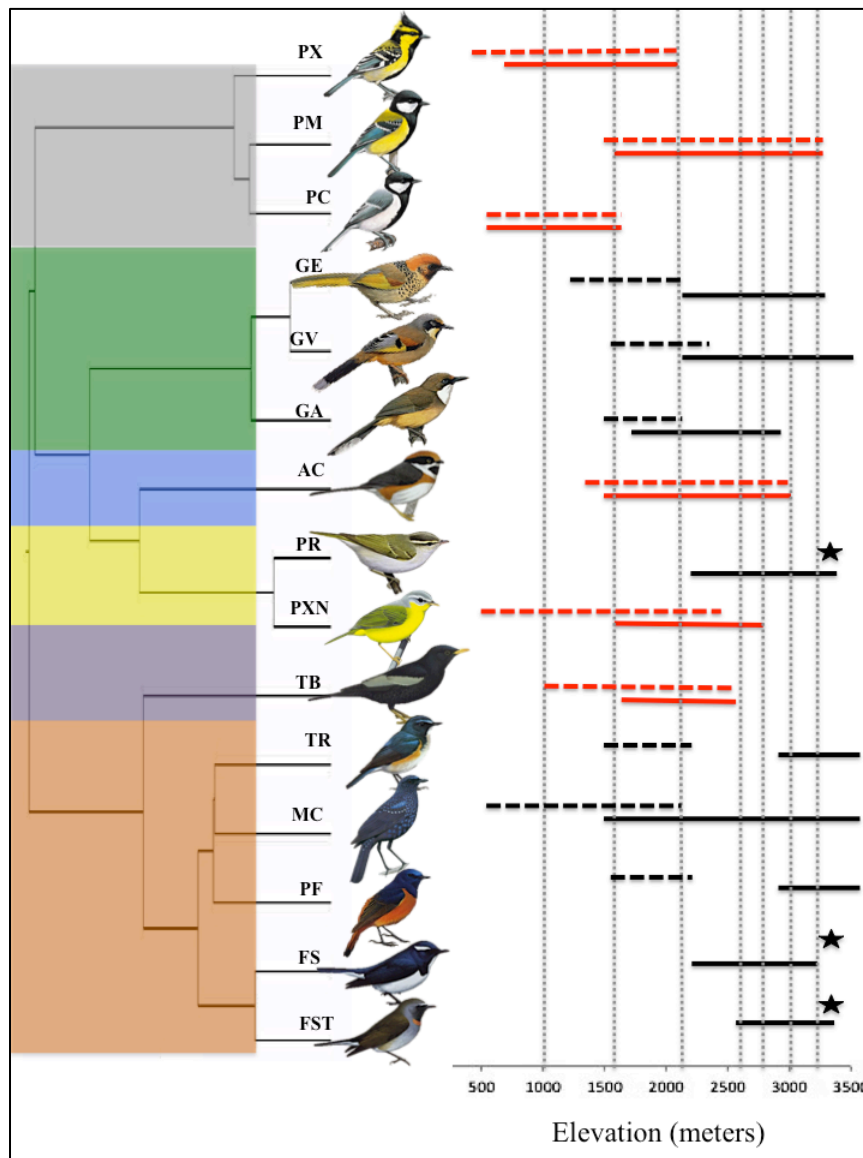 PX
PM
PC
GE
GV
GA
AC
PR
PXN
TB
TR
MC
PF
FS
FST
500 1000 1500 2000 2500 3000 3500
Elevation (meters)